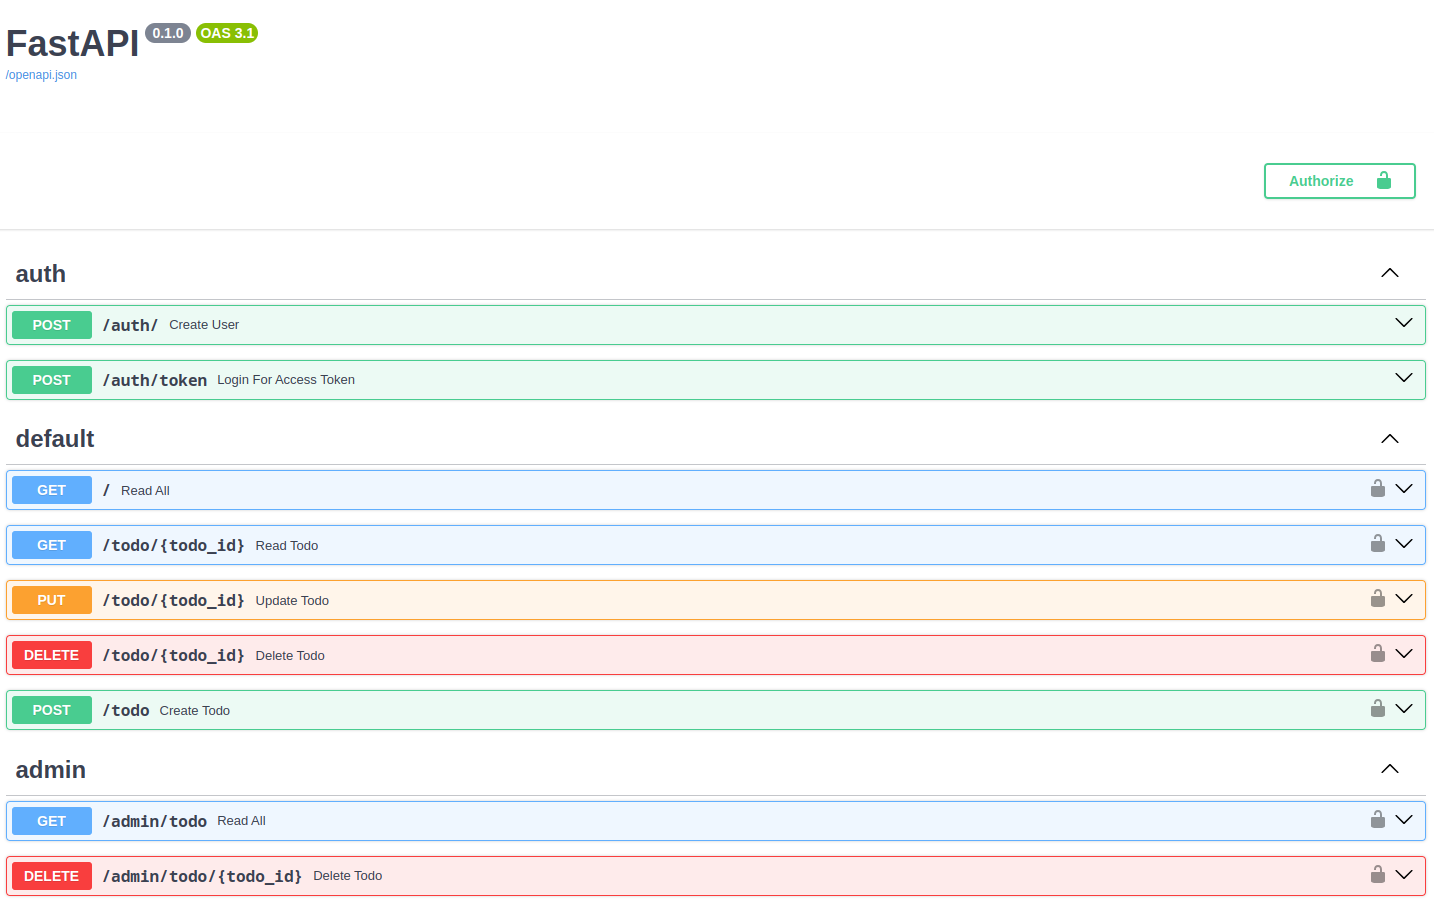 FastAPI 0.1.0 OAS 3.1
/openapi.json
Authorize
auth
POST /auth/ Create User
POST /auth/token Login For Access Token
default
GET / Read All
GET /todo/{todo_id} Read Todo
PUT /todo/{todo_id} Update Todo
DELETE /todo/{todo_id} Delete Todo
POST /todo Create Todo
admin
GET /admin/todo Read All
DELETE /admin/todo/{todo_id} Delete Todo